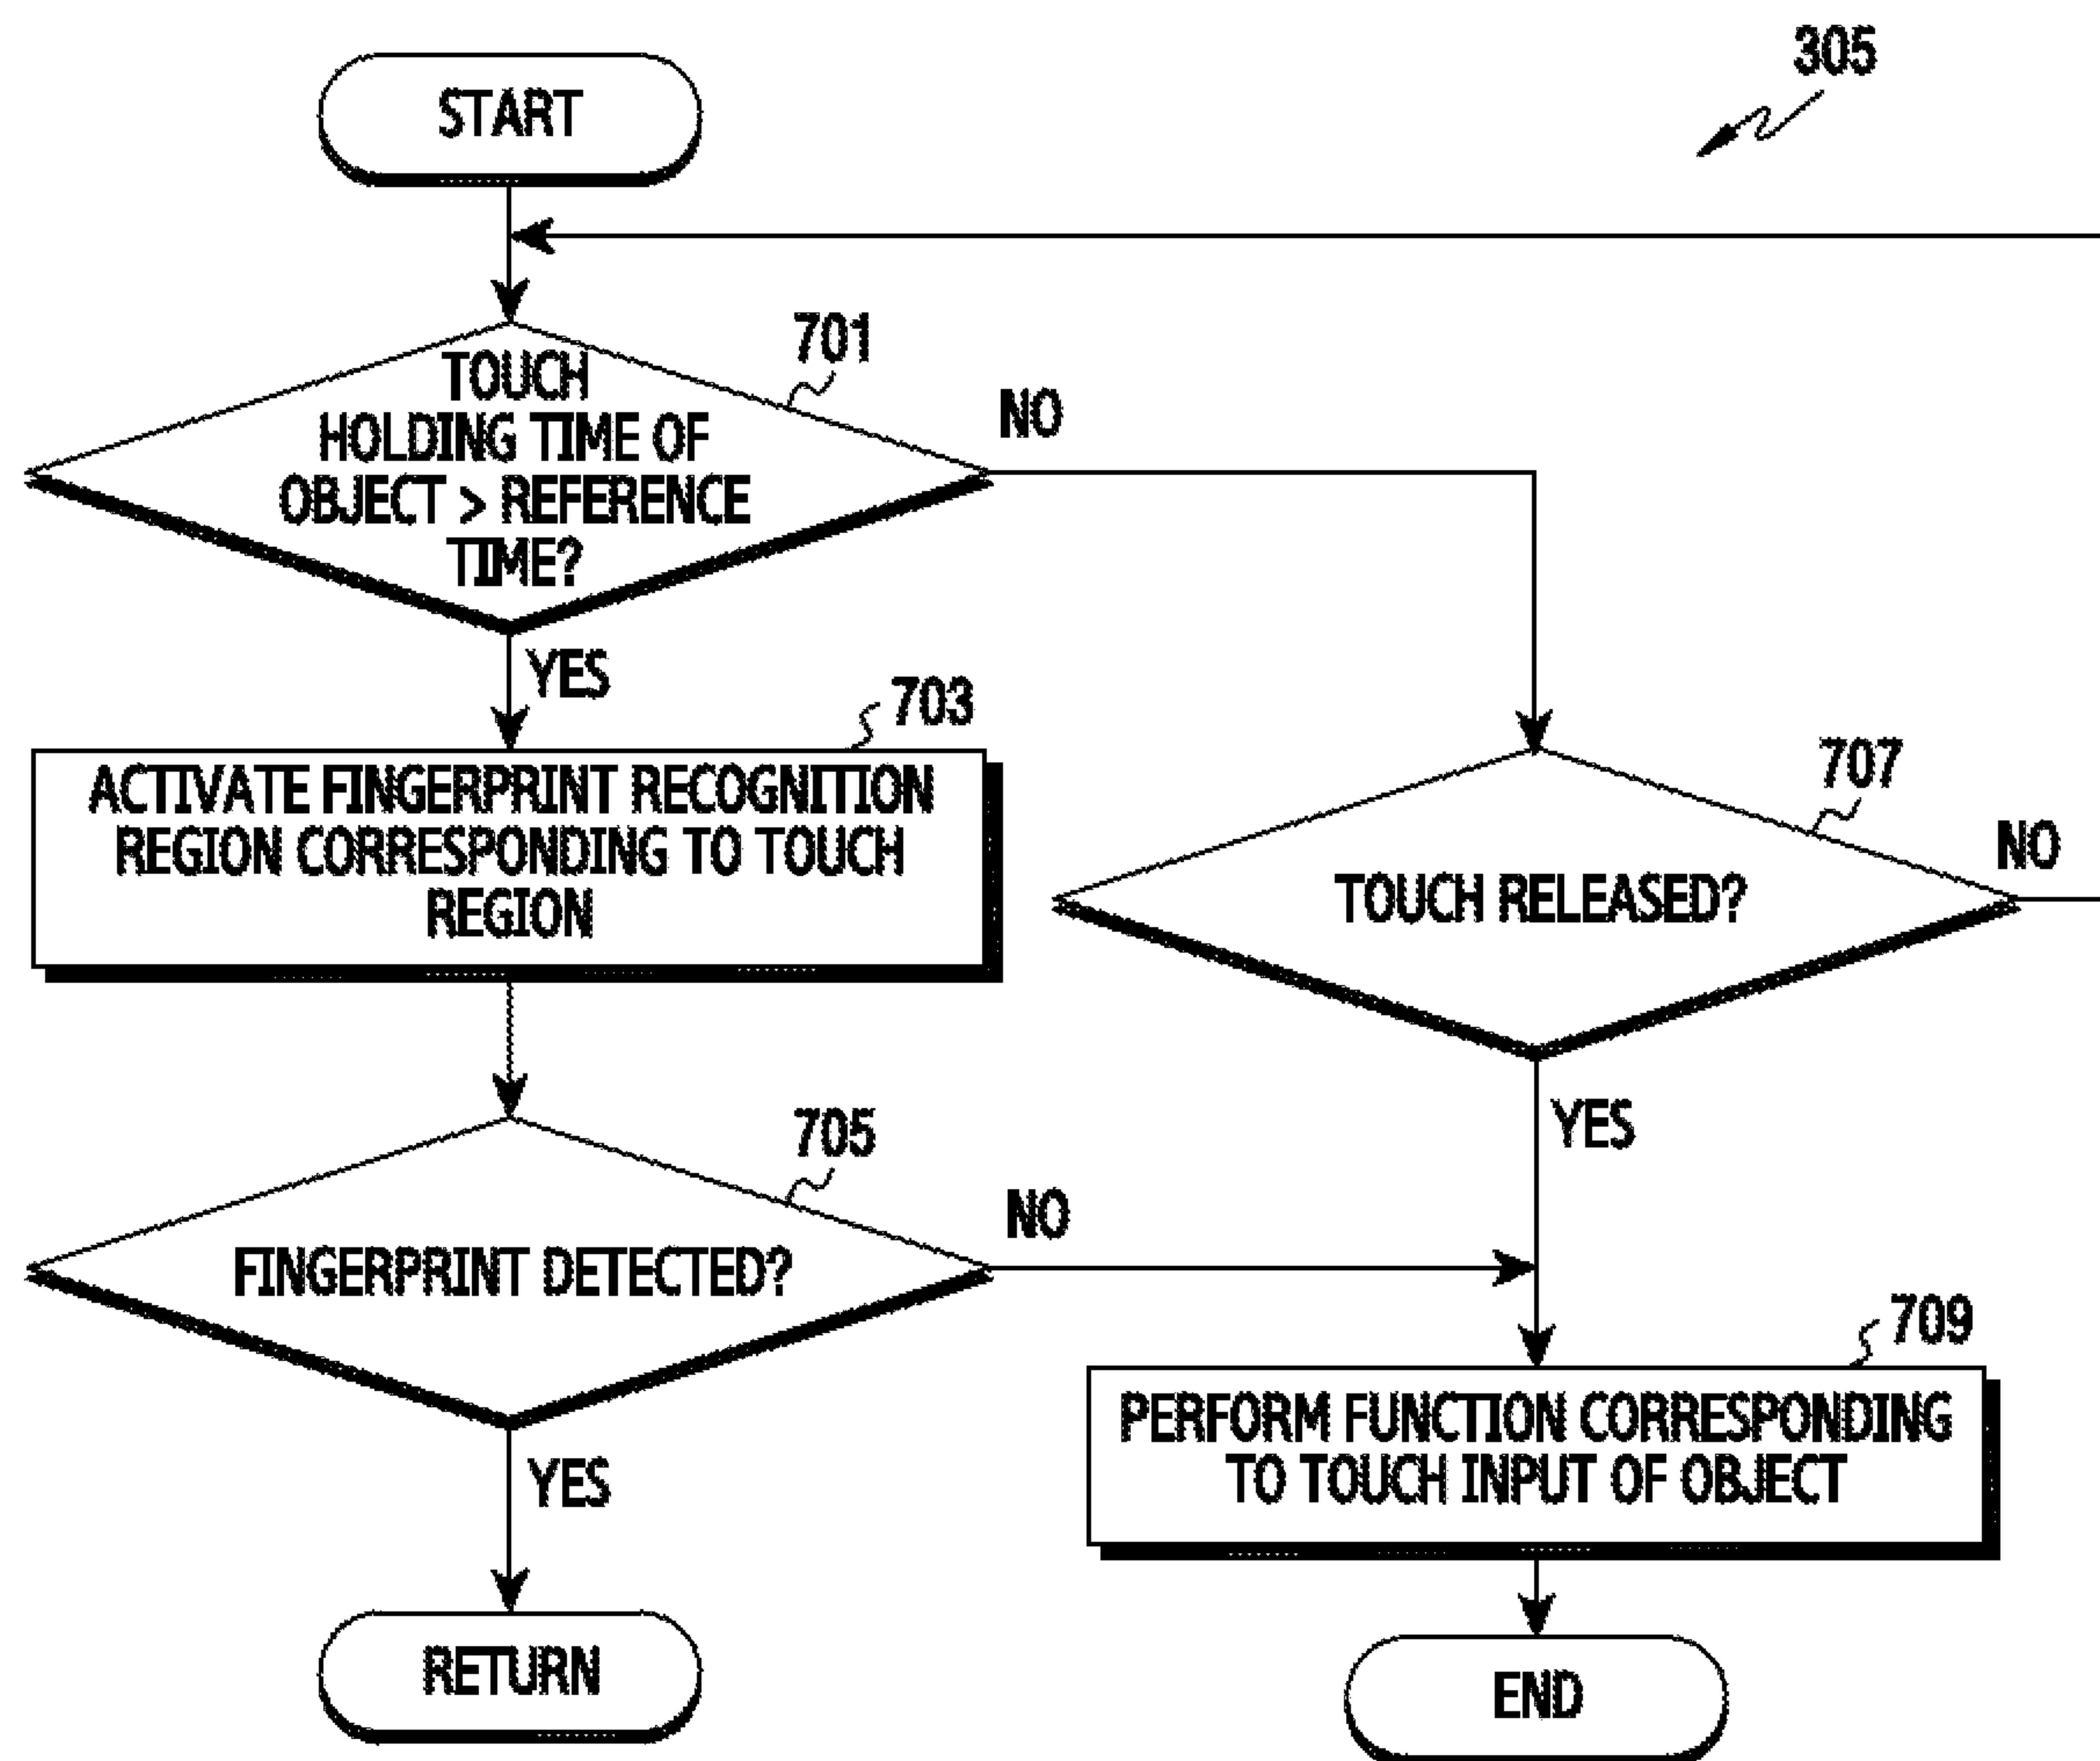 305
START
701
TOUCH
HOLDING TIME OF
OBJECT > REFERENCE
TIME?
NO
YES
703
ACTIVATE FINGERPRINT RECOGNITION
REGION CORRESPONDING TO TOUCH
REGION
707
TOUCH RELEASED?
NO
YES
705
FINGERPRINT DETECTED?
NO
YES
709
PERFORM FUNCTION CORRESPONDING
TO TOUCH INPUT OF OBJECT
RETURN
END